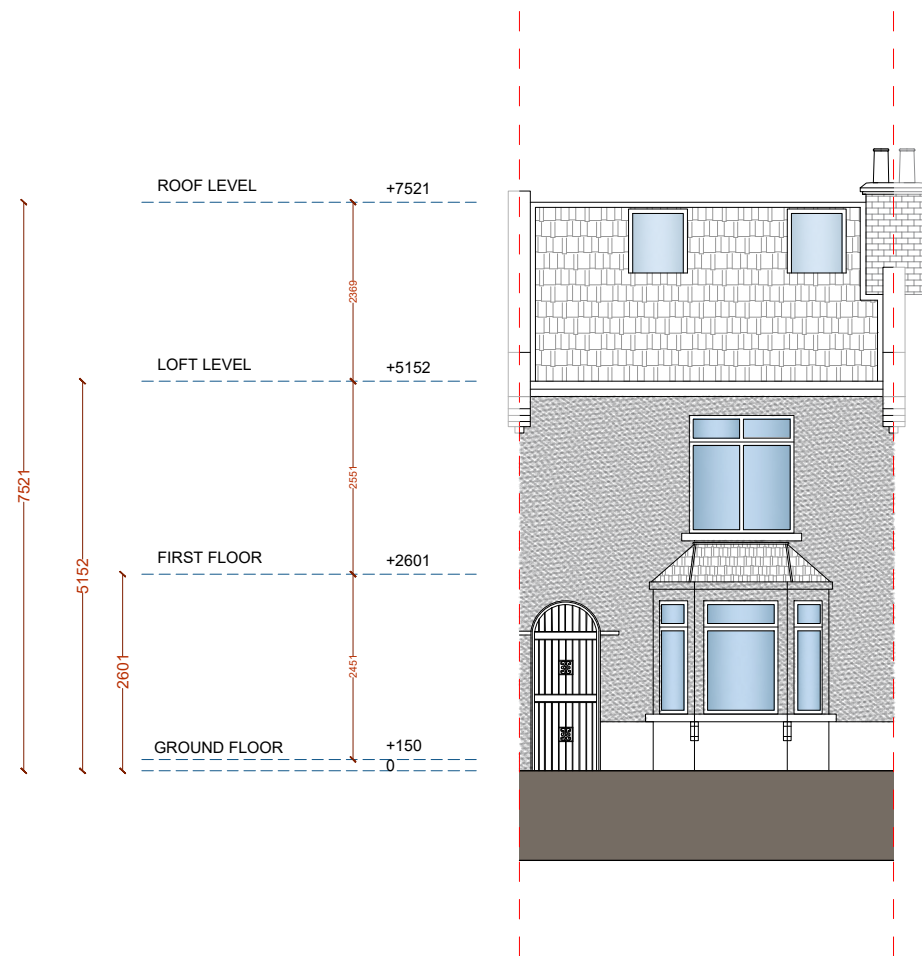 ROOF LEVEL +7521
2369
LOFT LEVEL +5152
7521
2551
FIRST FLOOR +2601
5152
2601
2451
GROUND FLOOR +150
0